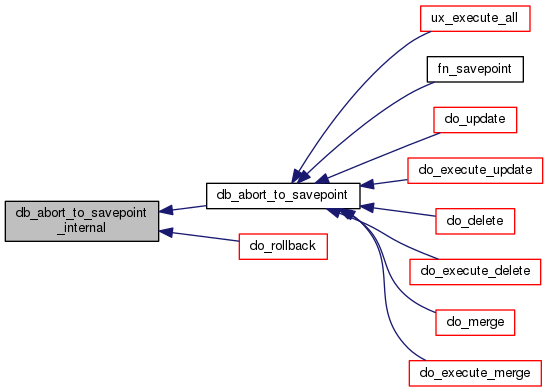 ux_execute_all
fn_savepoint
do_update
do_execute_update
db_abort_to_savepoint
do_delete
db_abort_to_savepoint
_internal
do_rollback
do_execute_delete
do_merge
do_execute_merge